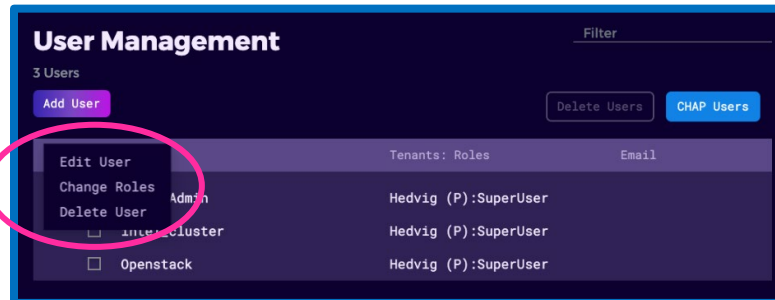 User Management
Filter
3 Users
Add User
Delete Users
CHAP Users
Tenants: Roles
Email
Edit User
Change Roles
Delete User
Admin
Hedvig (P):SuperUser
cluster
Hedvig (P):SuperUser
Openstack
Hedvig (P):SuperUser